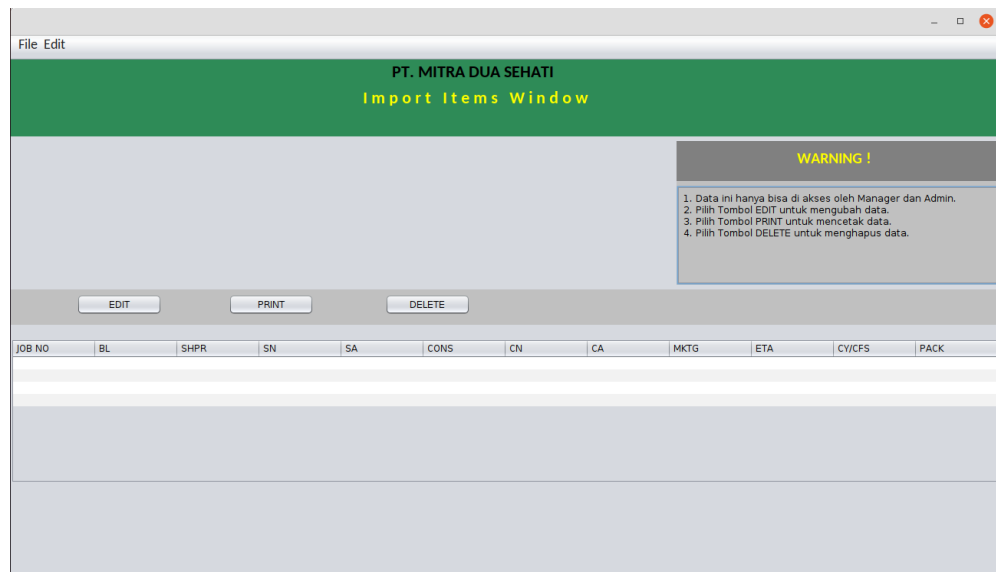 File Edit
PT. MITRA DUA SEHATI
Import Items Window
WARNING !
1. Data ini hanya bisa di akses oleh Manager dan Admin.
2. Pilih Tombol EDIT untuk mengubah data.
3. Pilih Tombol PRINT untuk mencetak data.
4. Pilih Tombol DELETE untuk menghapus data.
EDIT PRINT DELETE
JOB NO BL SHPR SN SA CONS CN CA MKTG ETA CY/CFS PACK